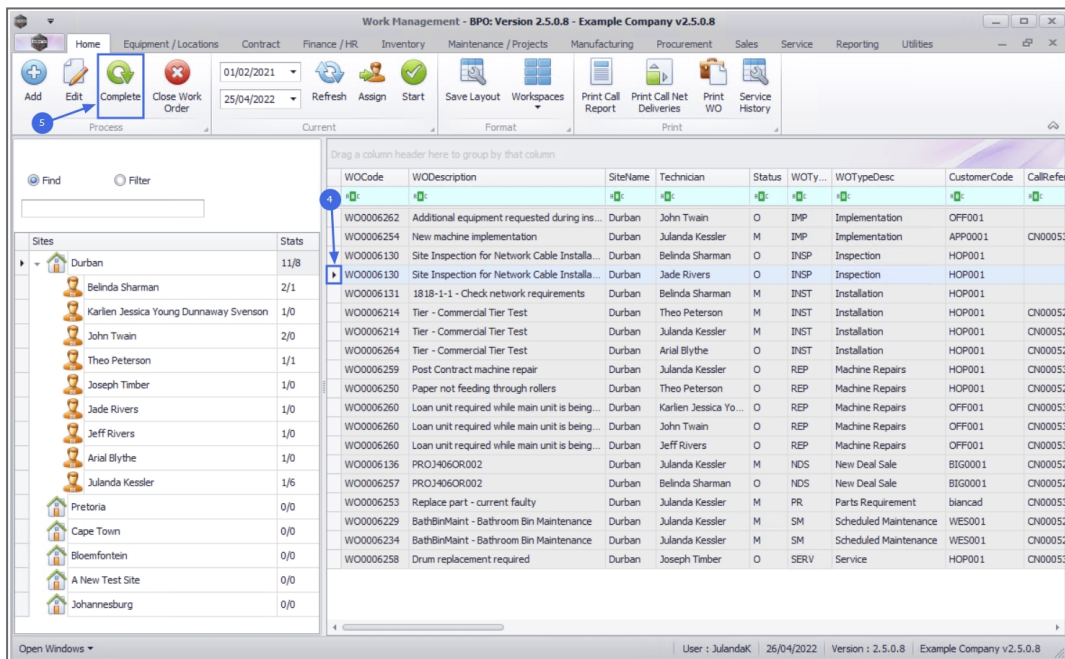 Work Management - BPO: Version 2.5.0.8 - Example Company v2.5.0.8
Home Equipment / Locations Contract Finance / HR Inventory Maintenance / Projects Manufacturing Procurement Sales Service Reporting Utilities
Add Edit Complete Close Work Order 01/02/2021 25/04/2022 Refresh Assign Start Save Layout Workspaces Print Call Report Print Call Net Deliveries Print WO Service History
5
Process Current Format Print
Drag a column header here to group by that column
Find Filter
4
WOCode WODescription SiteName Technician Status WOTy... WOTypeDesc CustomerCode CallRefer
WO0006262 Additional equipment requested during ins... Durban John Twain O IMP Implementation OFF001
WO0006254 New machine implementation Durban Julanda Kessler M IMP Implementation APP0001 CN00053
WO0006130 Site Inspection for Network Cable Installa... Durban Belinda Sharman O INSP Inspection HOP001
WO0006130 Site Inspection for Network Cable Installa... Durban Jade Rivers O INSP Inspection HOP001
WO0006131 1818-1-1 - Check network requirements Durban Belinda Sharman M INST Installation HOP001
WO0006214 Tier - Commercial Tier Test Durban Theo Peterson M INST Installation HOP001 CN00052
WO0006214 Tier - Commercial Tier Test Durban Julanda Kessler M INST Installation HOP001 CN00052
WO0006264 Tier - Commercial Tier Test Durban Arial Blythe O INST Installation HOP001 CN00052
WO0006259 Post Contract machine repair Durban Julanda Kessler O REP Machine Repairs HOP001 CN00053
WO0006250 Paper not feeding through rollers Durban Theo Peterson O REP Machine Repairs HOP001 CN00052
WO0006260 Loan unit required while main unit is being... Durban Karlien Jessica Yo... O REP Machine Repairs OFF001 CN00053
WO0006260 Loan unit required while main unit is being... Durban John Twain O REP Machine Repairs OFF001 CN00053
WO0006260 Loan unit required while main unit is being... Durban Jeff Rivers O REP Machine Repairs OFF001 CN00053
WO0006136 PROJ406OR002 Durban Julanda Kessler M NDS New Deal Sale BIG0001 CN00052
WO0006257 PROJ406OR002 Durban Belinda Sharman O NDS New Deal Sale BIG0001 CN00052
WO0006253 Replace part - current faulty Durban Julanda Kessler M PR Parts Requirement biancad CN00053
WO0006229 BathBinMaint - Bathroom Bin Maintenance Durban Julanda Kessler M SM Scheduled Maintenance WES001 CN00052
WO0006234 BathBinMaint - Bathroom Bin Maintenance Durban Julanda Kessler M SM Scheduled Maintenance WES001 CN00052
WO0006258 Drum replacement required Durban Joseph Timber O SERV Service HOP001 CN00053
Sites Stats
Durban 11/8
Belinda Sharman 2/1
Karlien Jessica Young Dunnaway Svenson 1/0
John Twain 2/0
Theo Peterson 1/1
Joseph Timber 1/0
Jade Rivers 1/0
Jeff Rivers 1/0
Arial Blythe 1/0
Julanda Kessler 1/6
Pretoria 0/0
Cape Town 0/0
Bloemfontein 0/0
A New Test Site 0/0
Johannesburg 0/0
Open Windows User : JulandaK 26/04/2022 Version : 2.5.0.8 Example Company v2.5.0.8